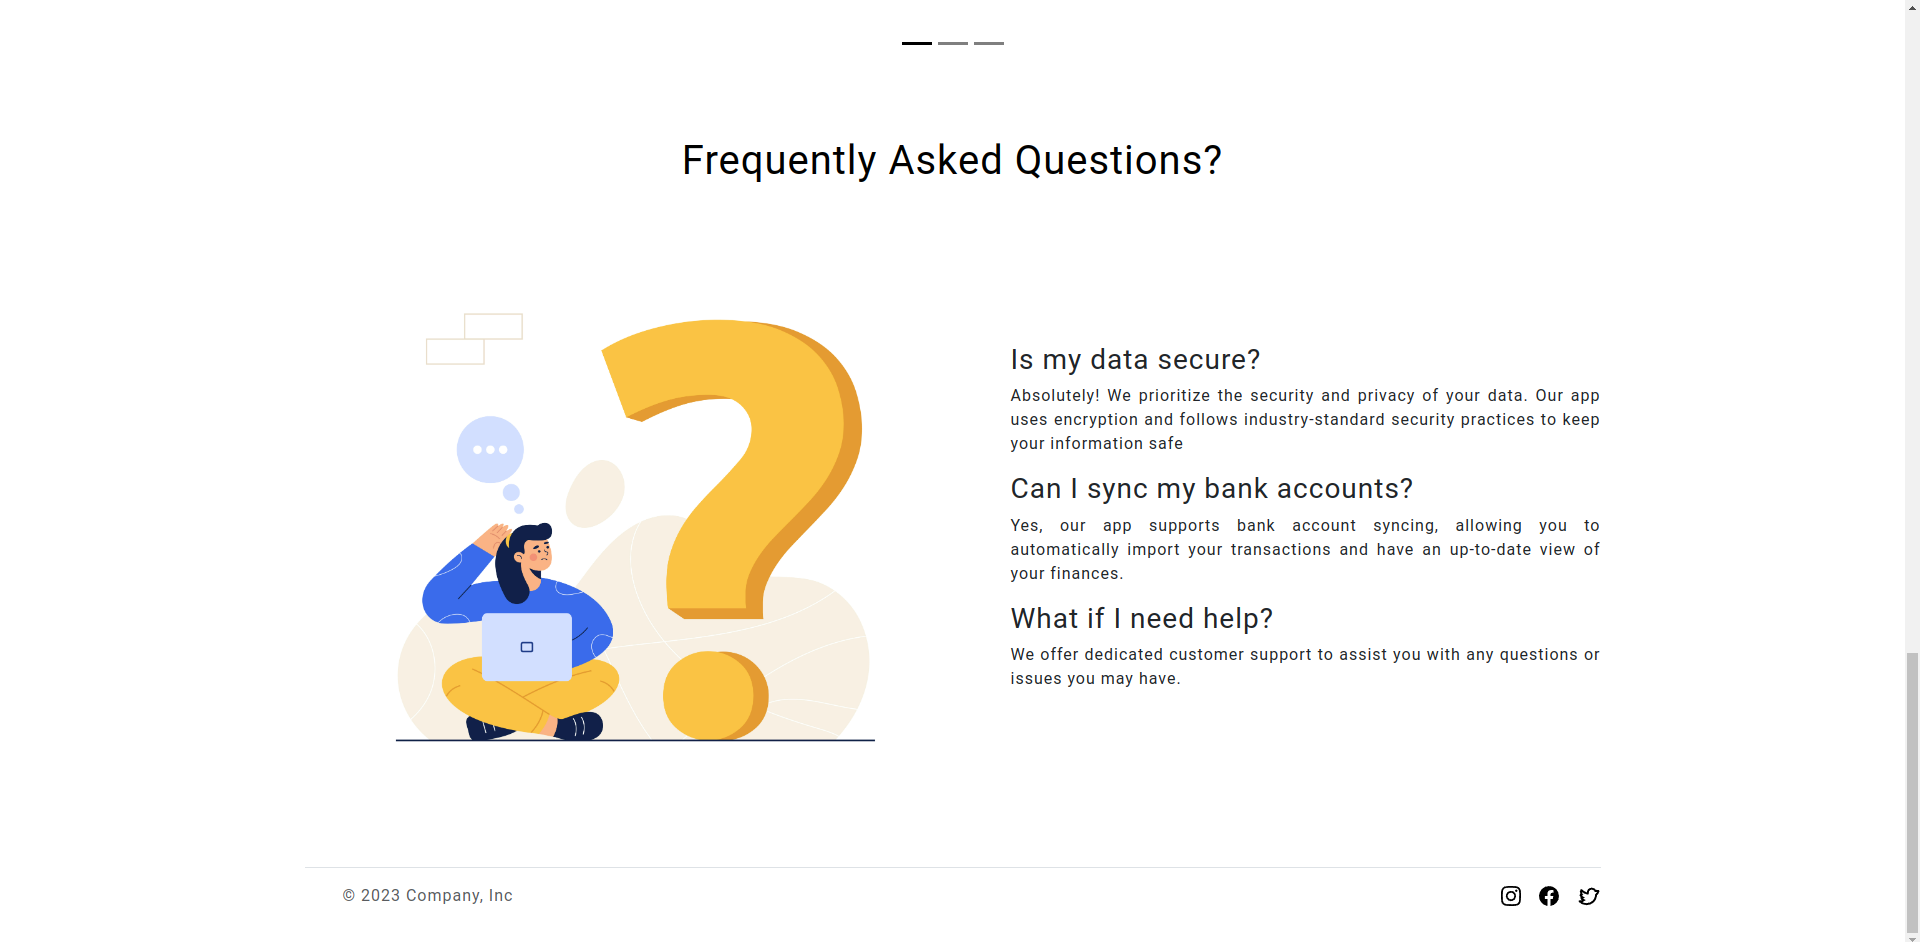 Frequently Asked Questions?
Is my data secure?
Absolutely! We prioritize the security and privacy of your data. Our app
uses encryption and follows industry-standard security practices to keep
your information safe
Can I sync my bank accounts?
Yes, our app supports bank account syncing, allowing you to
automatically import your transactions and have an up-to-date view of
your finances.
What if I need help?
We offer dedicated customer support to assist you with any questions or
issues you may have.
© 2023 Company, Inc